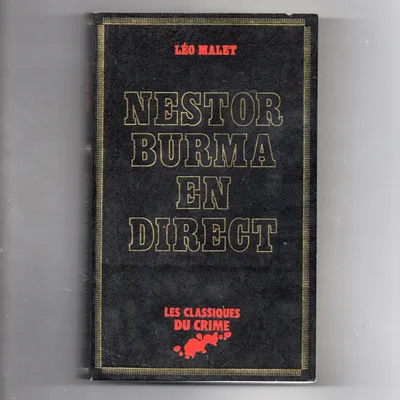 LÉO MALET
NESTOR
BURMA
EN
DIRECT
LES CLASSIQUES
DU CRIME